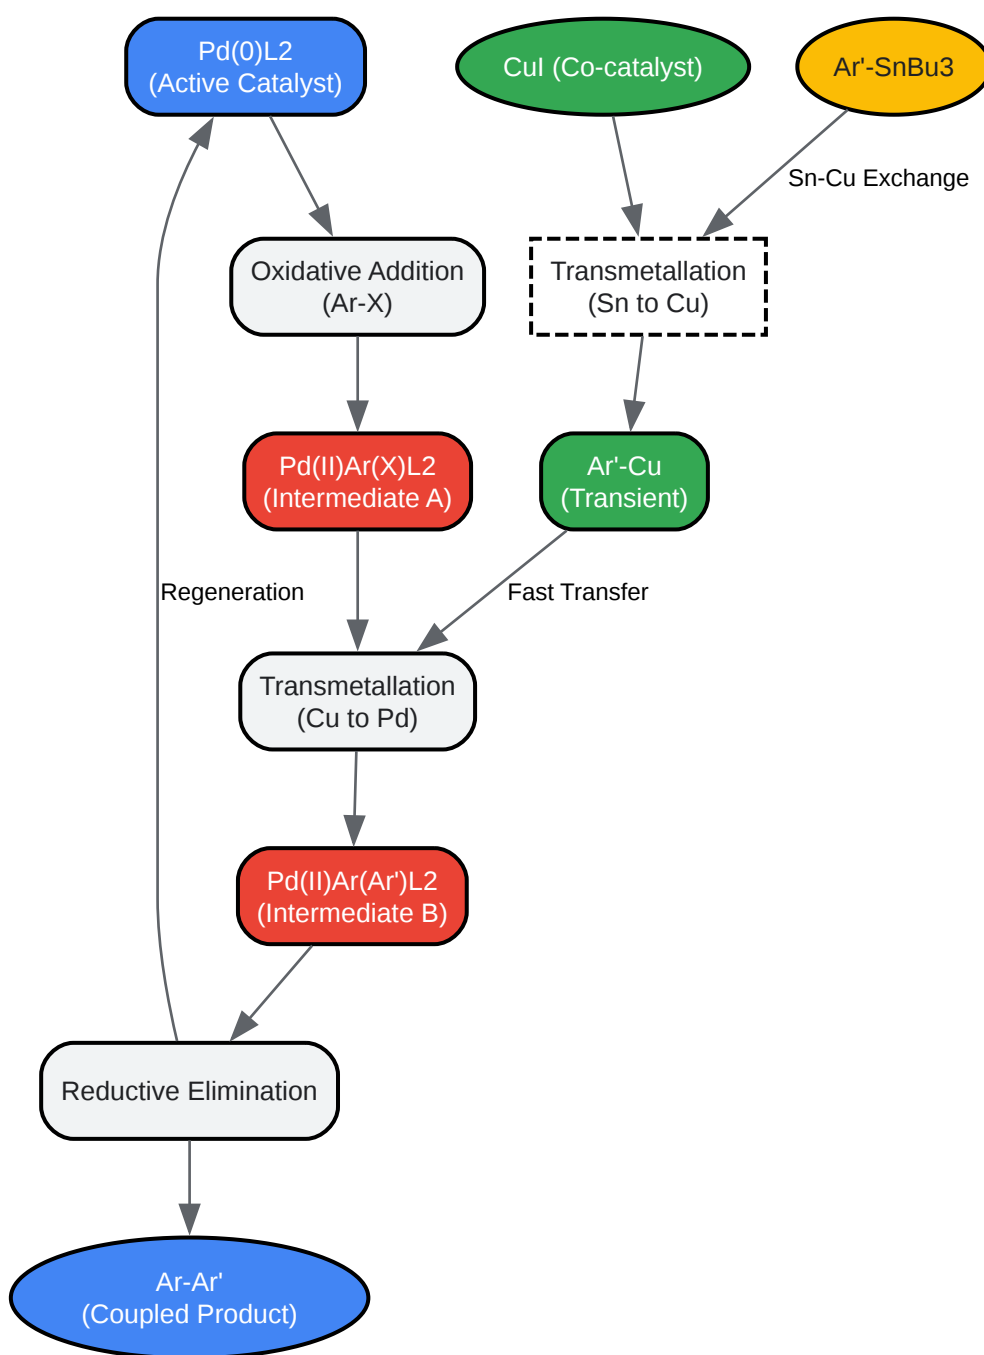 Pd(0)L2
(Active Catalyst)
CuI (Co-catalyst)
Ar'-SnBu3
Sn-Cu Exchange
Oxidative Addition
(Ar-X)
Transmetallation
(Sn to Cu)
Pd(II)Ar(X)L2
(Intermediate A)
Ar'-Cu
(Transient)
Regeneration
Fast Transfer
Transmetallation
(Cu to Pd)
Pd(II)Ar(Ar')L2
(Intermediate B)
Reductive Elimination
Ar-Ar'
(Coupled Product)